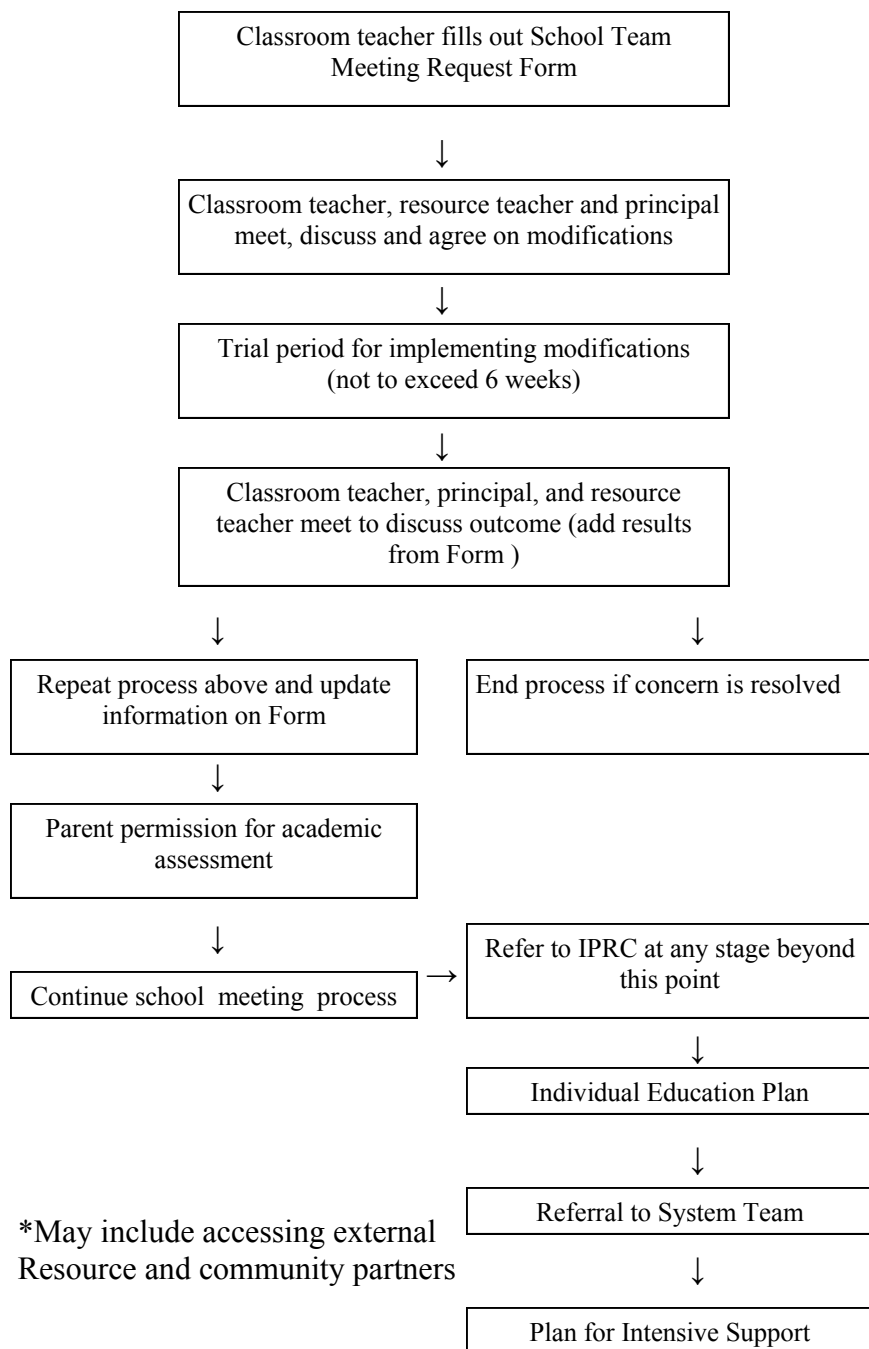 Classroom teacher fills out School Team
Meeting Request Form
↓
Classroom teacher, resource teacher and principal
meet, discuss and agree on modifications
↓
Trial period for implementing modifications
(not to exceed 6 weeks)
↓
Classroom teacher, principal, and resource
teacher meet to discuss outcome (add results
from Form )
↓
↓
Repeat process above and update
information on Form
End process if concern is resolved
↓
Parent permission for academic
assessment
↓
Continue school meeting process
→
Refer to IPRC at any stage beyond
this point
↓
Individual Education Plan
↓
Referral to System Team
*May include accessing external
Resource and community partners
↓
Plan for Intensive Support